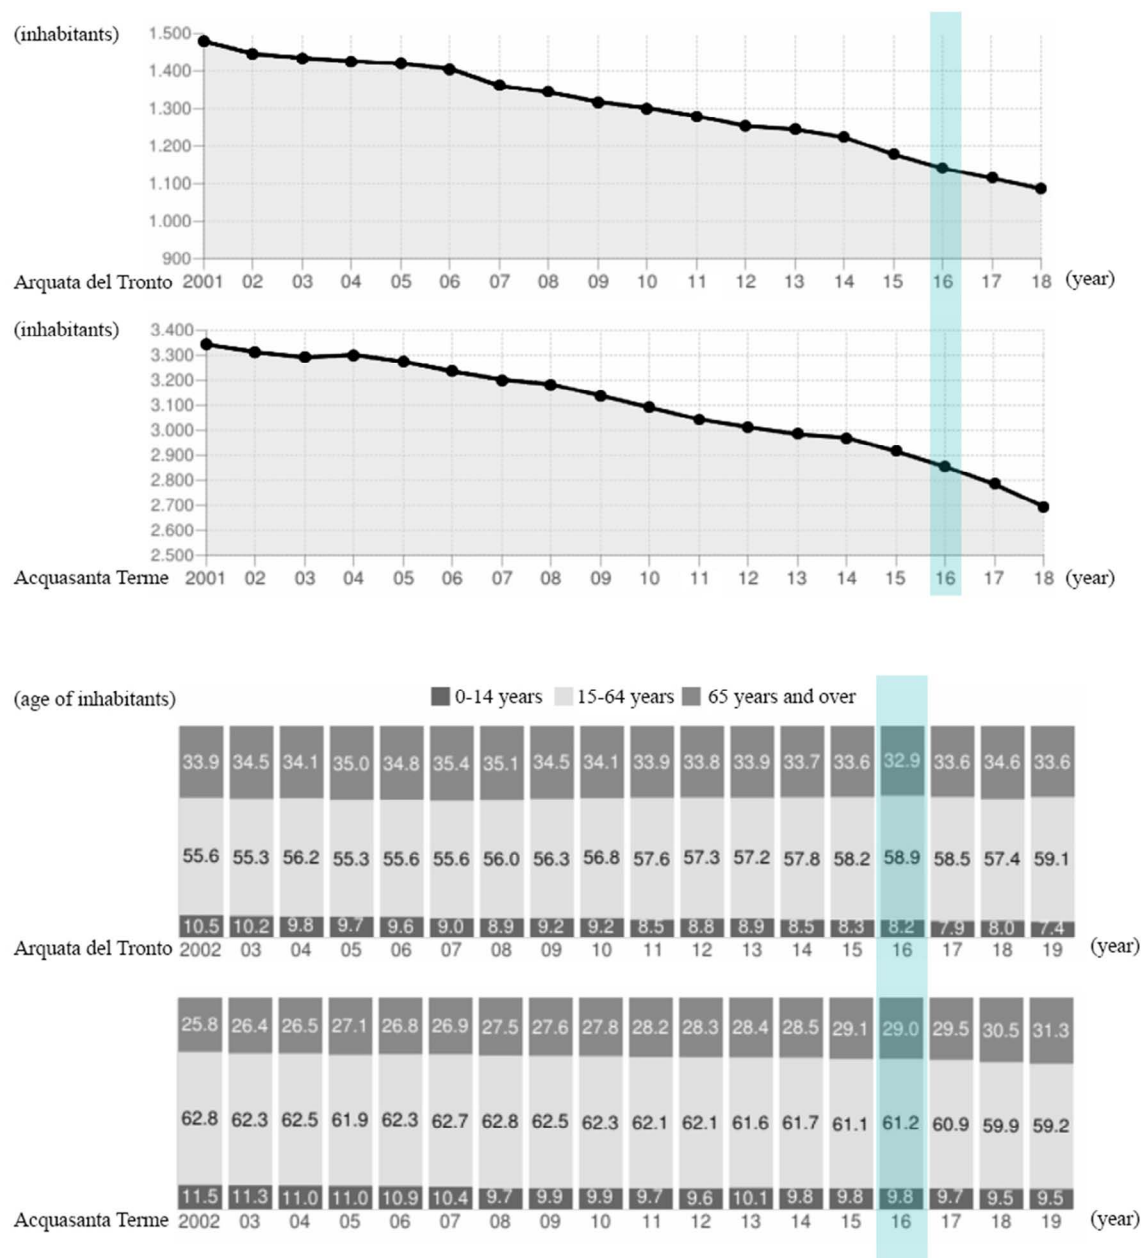 (inhabitants)
1.500
1.400
1.300
1.200
1.100
1.000
900
Arquata del Tronto 2001 02 03 04 05 06 07 08 09 10 11 12 13 14 15 16 17 18 (year)
(inhabitants)
3.400
3.300
3.200
3.100
3.000
2.900
2.800
2.700
2.600
2.500
Acquasanta Terme 2001 02 03 04 05 06 07 08 09 10 11 12 13 14 15 16 17 18 (year)
(age of inhabitants) 0-14 years 15-64 years 65 years and over
33.9 34.5 34.1 35.0 34.8 35.4 35.1 34.5 34.1 33.9 33.8 33.9 33.7 33.6 32.9 33.6 34.6 33.6
55.6 55.3 56.2 55.3 55.6 55.6 56.0 56.3 56.8 57.6 57.3 57.2 57.8 58.2 58.9 58.5 57.4 59.1
10.5 10.2 9.8 9.7 9.6 9.0 8.9 9.2 9.2 8.5 8.8 8.9 8.5 8.3 8.2 7.9 8.0 7.4
Arquata del Tronto 2002 03 04 05 06 07 08 09 10 11 12 13 14 15 16 17 18 19 (year)
25.8 26.4 26.5 27.1 26.8 26.9 27.5 27.6 27.8 28.2 28.3 28.4 28.5 29.1 29.0 29.5 30.5 31.3
62.8 62.3 62.5 61.9 62.3 62.7 62.8 62.5 62.3 62.1 62.1 61.6 61.7 61.1 61.2 60.9 59.9 59.2
11.5 11.3 11.0 11.0 10.9 10.4 9.7 9.9 9.9 9.7 9.6 10.1 9.8 9.8 9.8 9.7 9.5 9.5
Acquasanta Terme 2002 03 04 05 06 07 08 09 10 11 12 13 14 15 16 17 18 19 (year)